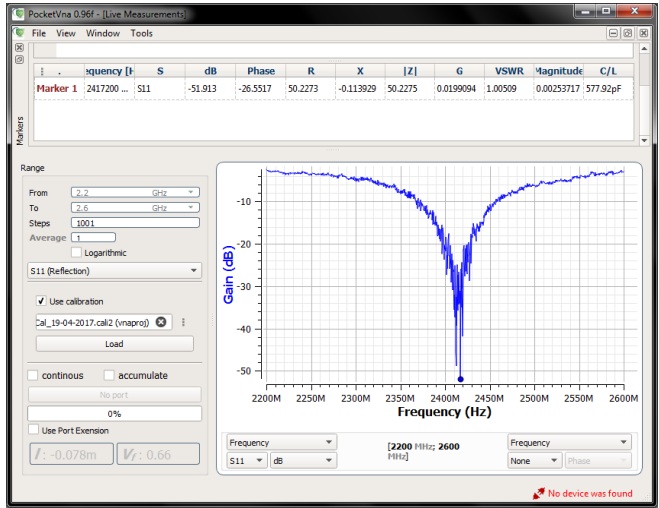 PocketVna 0.96f - [Live Measurements]
File View Window Tools
Markers
. equency [H S dB Phase R X |Z| G VSWR Magnitude C/L
Marker 1 2417200 ... S11 -51.913 -26.5517 50.2273 -0.113929 50.2275 0.0199094 1.00509 0.00253717 577.92pF
Range
From 2.2 GHz
To 2.6 GHz
Steps 1001
Average 1
Logarithmic
S11 (Reflection)
Use calibration
Cal_19-04-2017.cali2 (vnaproj)
Load
continous accumulate
No port
0%
Use Port Exension
I: -0.078m Vf: 0.66
Gain (dB)
-10
-20
-30
-40
-50
2200M 2250M 2300M 2350M 2400M 2450M 2500M 2550M 2600M
Frequency (Hz)
Frequency [2200 MHz; 2600 Frequency
MHz]
S11 dB None Phase
No device was found